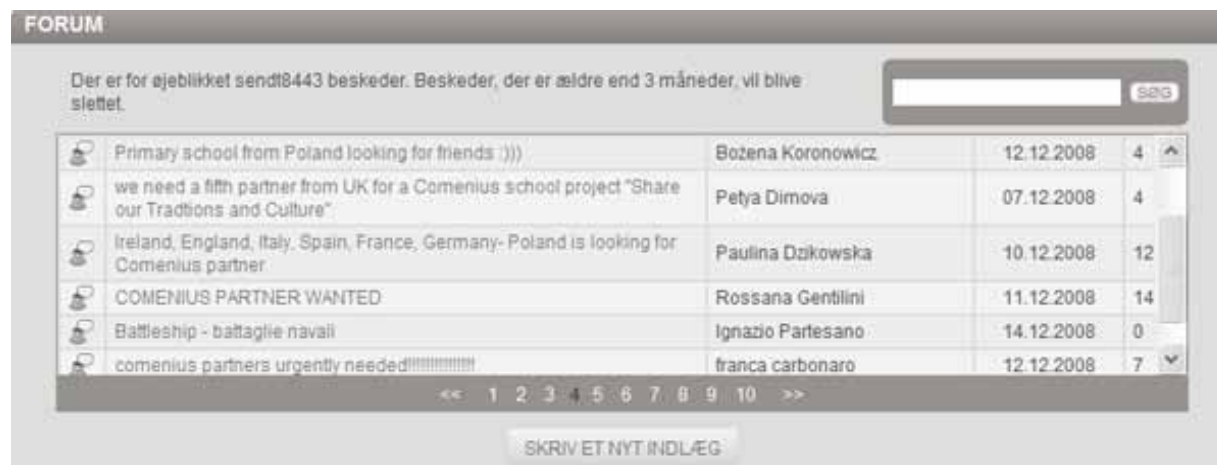 FORUM
Der er for øjeblikket sendt8443 beskeder. Beskeder, der er ældre end 3 måneder, vil blive
slettet.
SØG
Primary school from Poland looking for friends :))) Bożena Koronowicz 12.12.2008 4
we need a fifth partner from UK for a Comenius school project "Share
our Tradtions and Culture" Petya Dimova 07.12.2008 4
Ireland, England, Italy, Spain, France, Germany- Poland is looking for
Comenius partner Paulina Dzikowska 10.12.2008 12
COMENIUS PARTNER WANTED Rossana Gentilini 11.12.2008 14
Battleship - battaglie navali Ignazio Partesano 14.12.2008 0
comenius partners urgently needed!!!!!!!!!!!!!!!! franca carbonaro 12.12.2008 7
<< 1 2 3 4 5 6 7 8 9 10 >>
SKRIV ET NYT INDLÆG